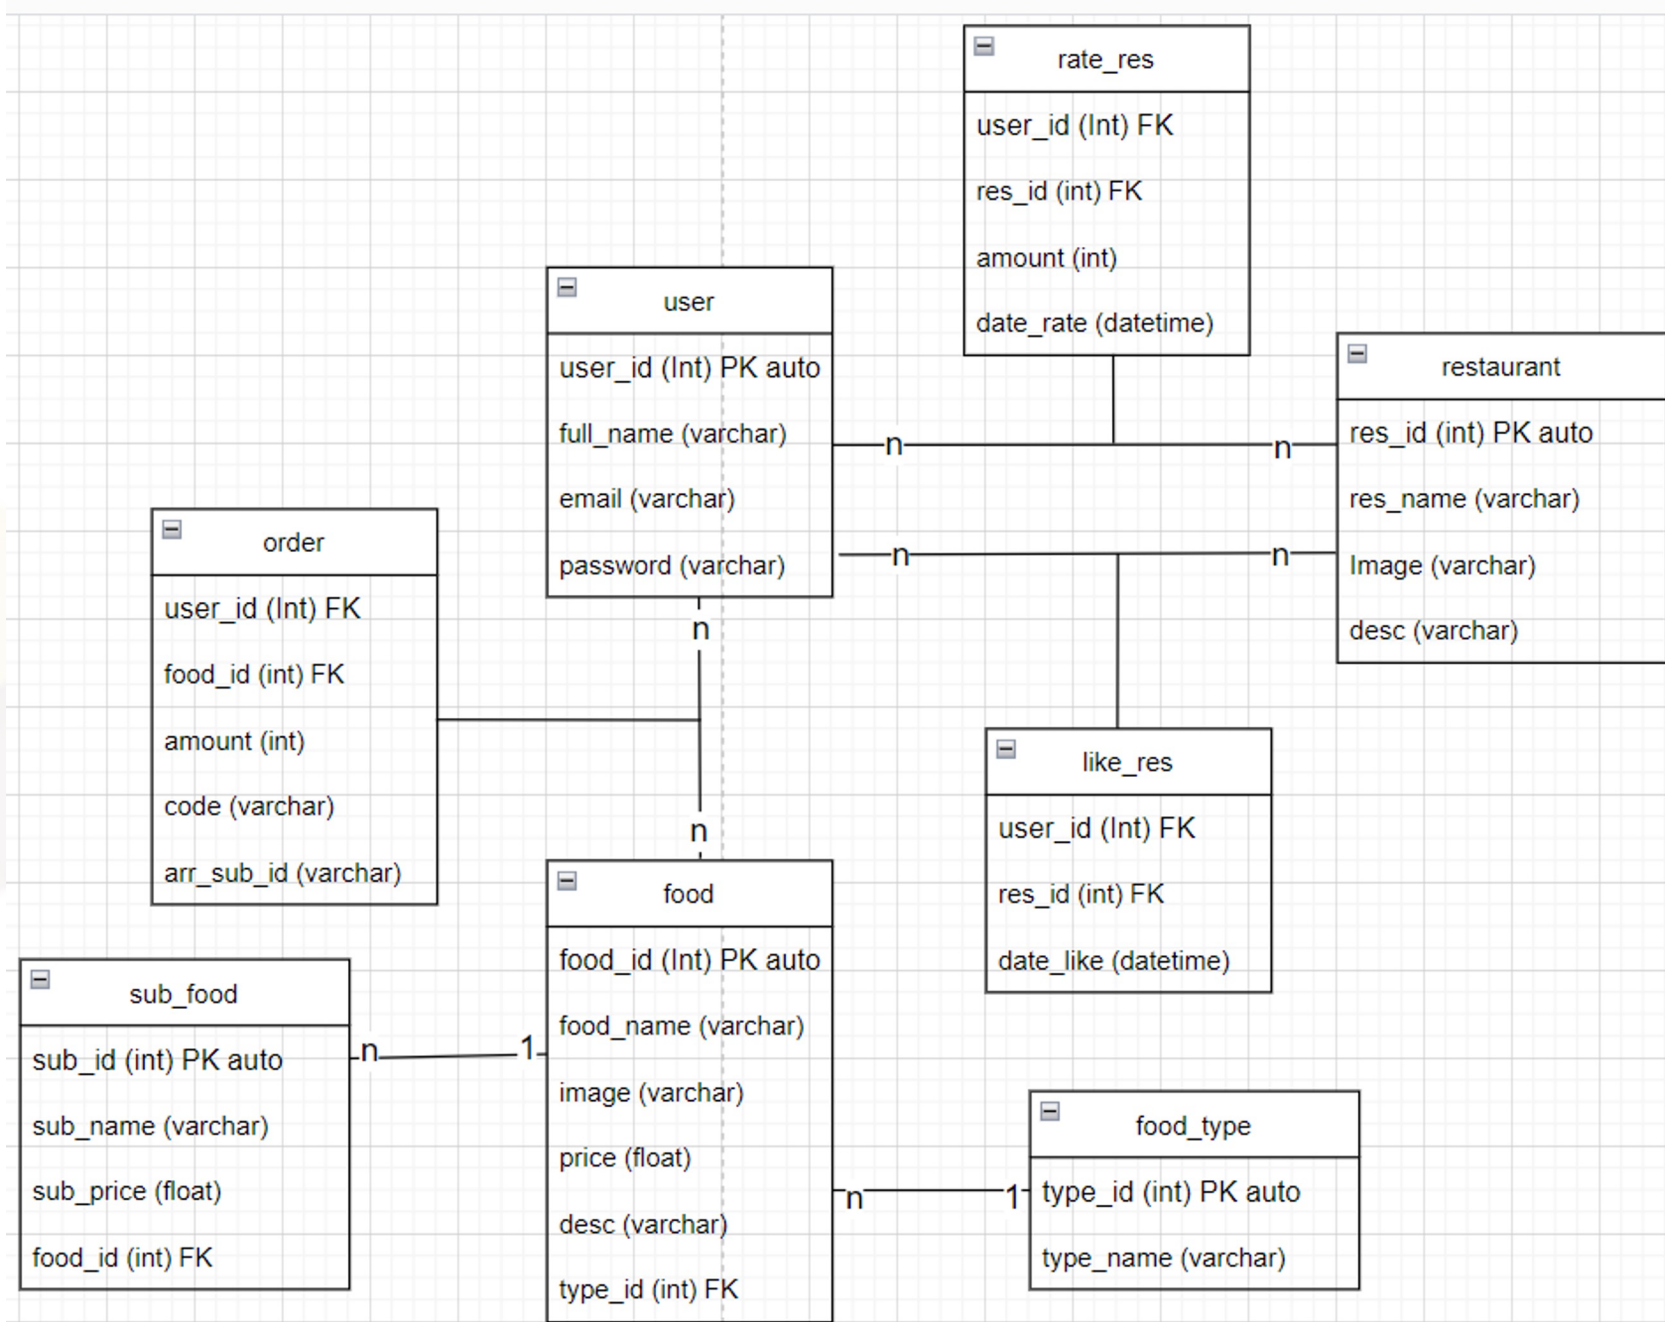 rate_res
user_id (Int) FK
res_id (int) FK
amount (int)
date_rate (datetime)
user
user_id (Int) PK auto
full_name (varchar)
email (varchar)
password (varchar)
restaurant
res_id (int) PK auto
res_name (varchar)
Image (varchar)
desc (varchar)
n
n
n
n
order
user_id (Int) FK
food_id (int) FK
amount (int)
code (varchar)
arr_sub_id (varchar)
n
n
like_res
user_id (Int) FK
res_id (int) FK
date_like (datetime)
food
food_id (Int) PK auto
food_name (varchar)
image (varchar)
price (float)
desc (varchar)
type_id (int) FK
sub_food
sub_id (int) PK auto
sub_name (varchar)
sub_price (float)
food_id (int) FK
n
1
n
1
food_type
type_id (int) PK auto
type_name (varchar)